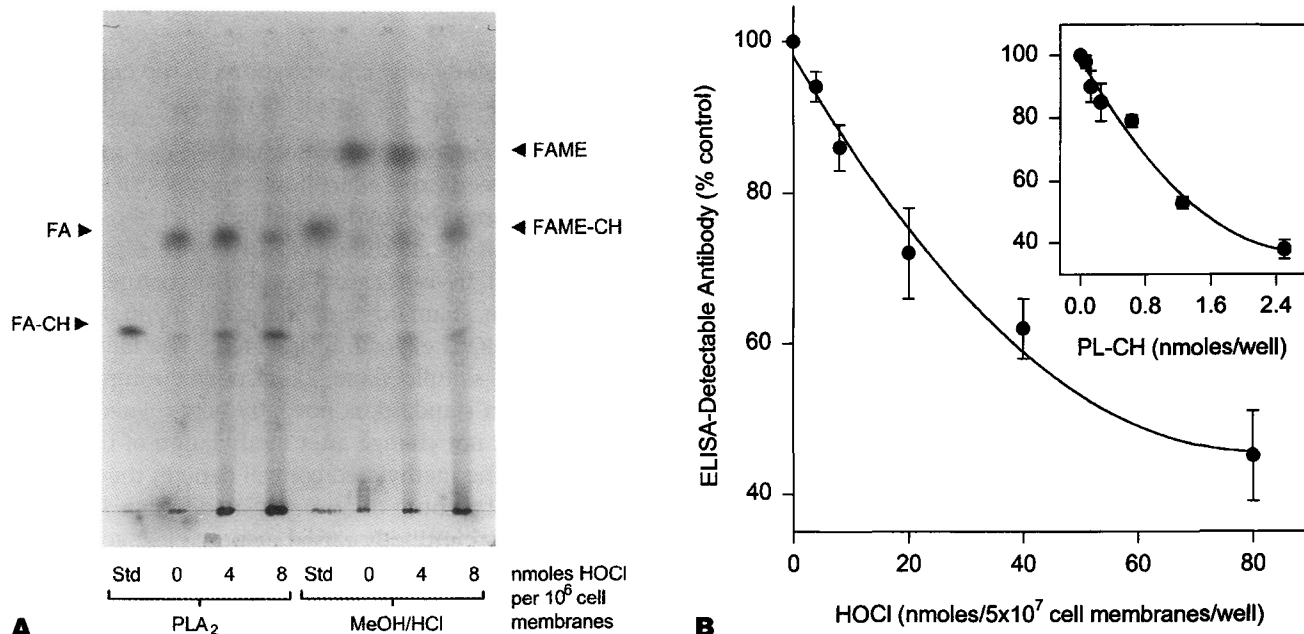 FAME
FA
FAME-CH
FA-CH
Std 0 4 8 Std 0 4 8
nmoles HOCl
per 10⁶ cell
membranes
PLA₂
MeOH/HCl
A
ELISA-Detectable Antibody (% control)
100
80
60
40
0 20 40 60 80
HOCl (nmoles/5x10⁷ cell membranes/well)
100
80
60
40
0.0 0.8 1.6 2.4
PL-CH (nmoles/well)
B